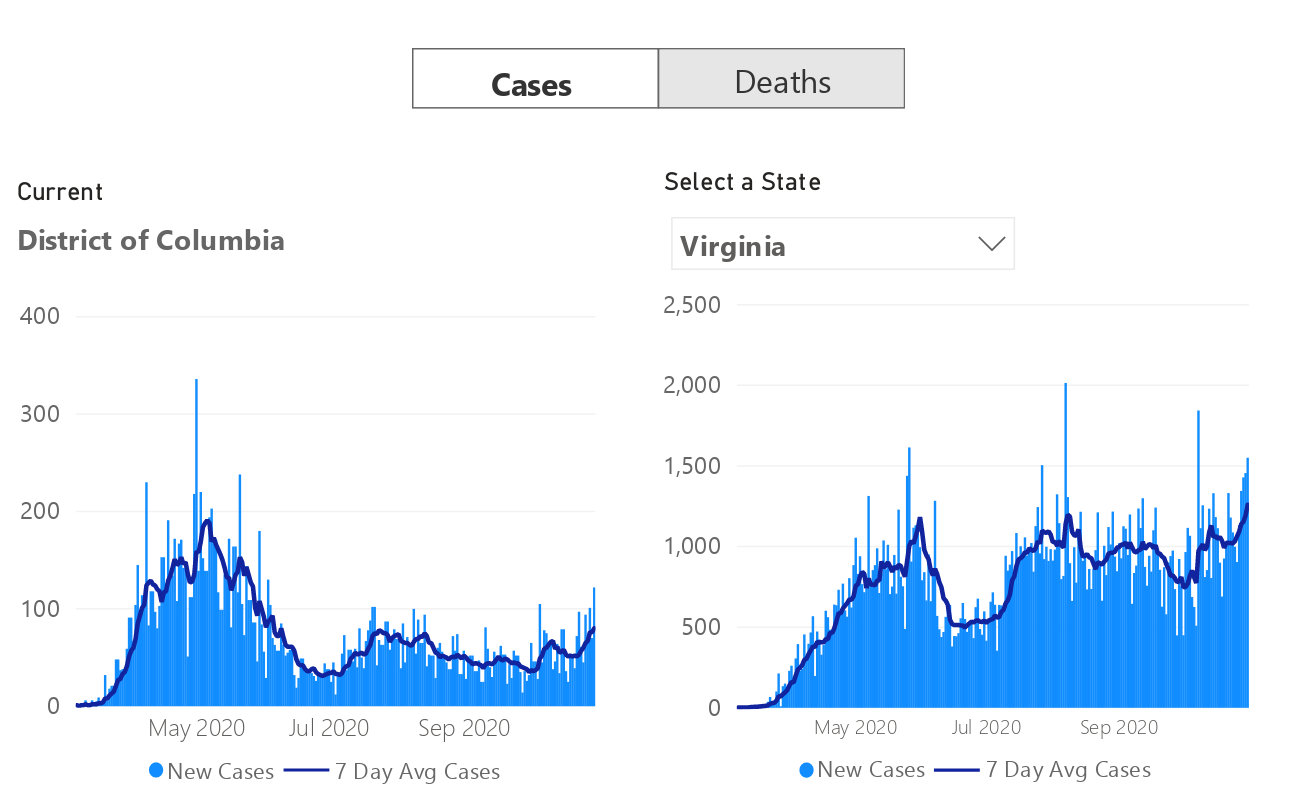 Cases
Deaths
Current
District of Columbia
400
300
200
100
0
May 2020
Jul 2020
Sep 2020
New Cases
7 Day Avg Cases
Select a State
Virginia
2,500
2,000
1,500
1,000
500
0
May 2020
Jul 2020
Sep 2020
New Cases
7 Day Avg Cases